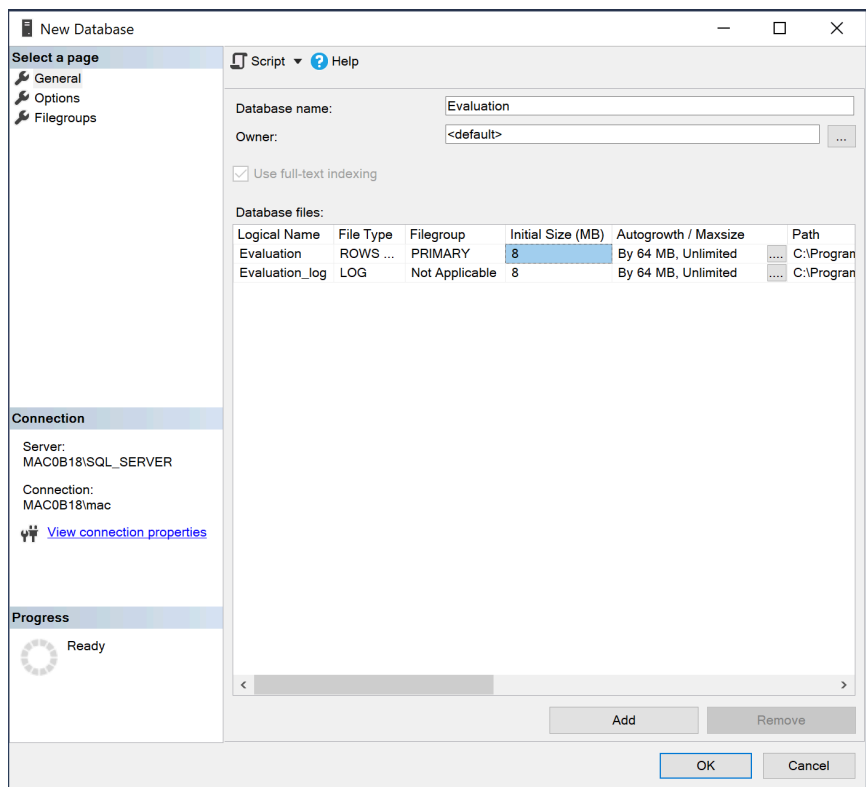 New Database
Select a page
General
Options
Filegroups
Script Help
Database name: Evaluation
Owner: <default> ...
Use full-text indexing
Database files:
Logical Name File Type Filegroup Initial Size (MB) Autogrowth / Maxsize Path
Evaluation ROWS ... PRIMARY 8 By 64 MB, Unlimited .... C:\Program
Evaluation_log LOG Not Applicable 8 By 64 MB, Unlimited .... C:\Program
Connection
Server:
MAC0B18\SQL_SERVER
Connection:
MAC0B18\mac
View connection properties
Progress
Ready
Add Remove
OK Cancel